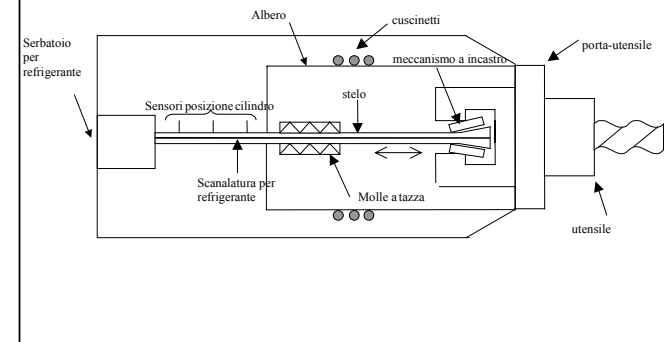 Albero
cuscinetti
Serbatoio
per
refrigerante
porta-utensile
meccanismo a incastro
Sensori posizione cilindro
stelo
Scanalatura per
refrigerante
Molle a tazza
utensile